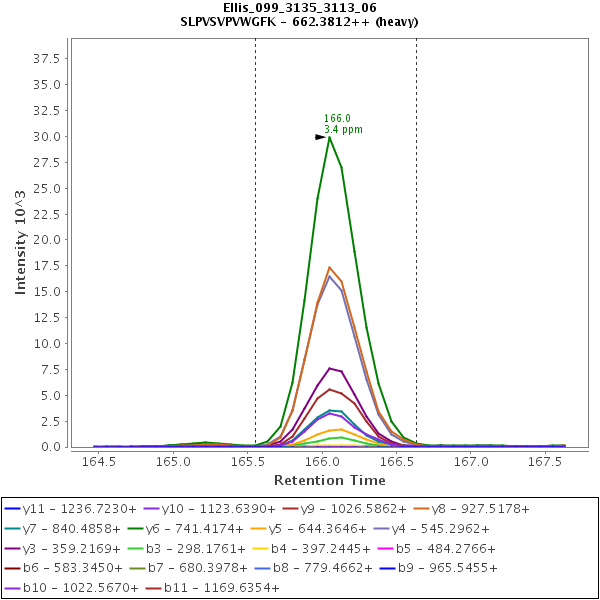 Ellis_099_3135_3113_06
SLPVSVPVWGFK - 662.3812++ (heavy)
Intensity 10^3
37.5
35.0
32.5
30.0
27.5
25.0
22.5
20.0
17.5
15.0
12.5
10.0
7.5
5.0
2.5
0.0
166.0
3.4 ppm
164.5 165.0 165.5 166.0 166.5 167.0 167.5
Retention Time
y11 - 1236.7230+ y10 - 1123.6390+ y9 - 1026.5862+ y8 - 927.5178+
y7 - 840.4858+ y6 - 741.4174+ y5 - 644.3646+ y4 - 545.2962+
y3 - 359.2169+ b3 - 298.1761+ b4 - 397.2445+ b5 - 484.2766+
b6 - 583.3450+ b7 - 680.3978+ b8 - 779.4662+ b9 - 965.5455+
b10 - 1022.5670+ b11 - 1169.6354+